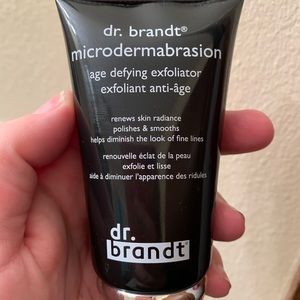 dr. brandt®
microdermabrasion
age defying exfoliator
exfoliant anti-âge
renews skin radiance
polishes & smooths
helps diminish the look of fine lines
renouvelle éclat de la peau
exfolie et lisse
aide à diminuer l'apparence des ridules
dr.
brandt®